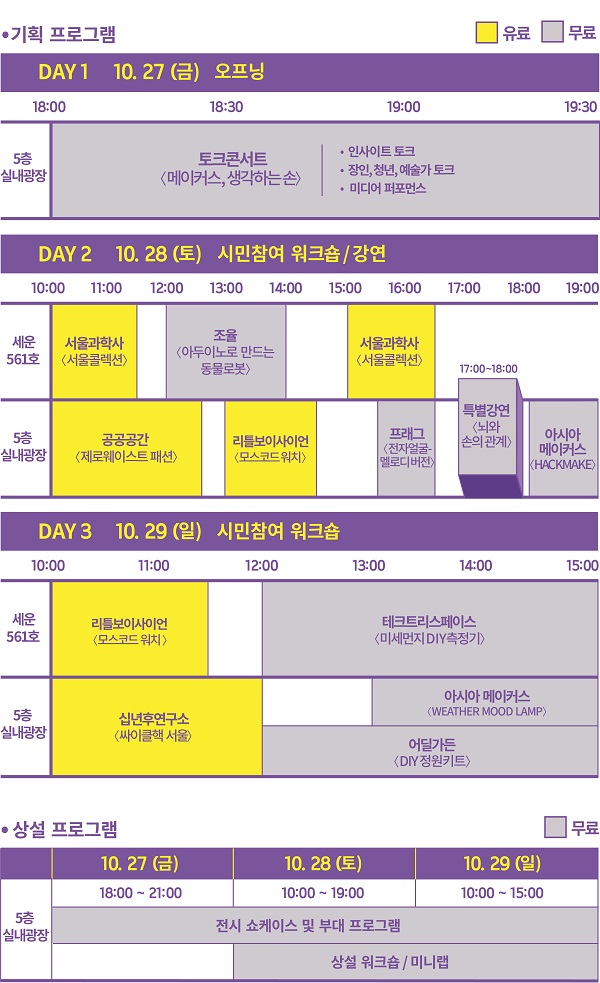 •기획 프로그램
유료
무료
DAY 1 10. 27 (금) 오프닝
18:00 18:30 19:00 19:30
5층
실내광장
토크콘서트
〈메이커스, 생각하는 손〉
• 인사이트 토크
• 장인, 청년, 예술가 토크
• 미디어 퍼포먼스
DAY 2 10. 28 (토) 시민참여 워크숍 / 강연
10:00 11:00 12:00 13:00 14:00 15:00 16:00 17:00 18:00 19:00
세운
561호
서울과학사
〈서울콜렉션〉
조율
〈아두이노로 만드는
동물로봇〉
서울과학사
〈서울콜렉션〉
17:00~18:00
특별강연
〈뇌와
손의 관계〉
5층
실내광장
공공공간
〈제로웨이스트 패션〉
리틀보이사이언
〈모스코드 워치〉
프래그
〈전자얼굴-
멜로디 버전〉
아시아
메이커스
〈HACKMAKE〉
DAY 3 10. 29 (일) 시민참여 워크숍
10:00 11:00 12:00 13:00 14:00 15:00
세운
561호
리틀보이사이언
〈모스코드 워치〉
테크트리스페이스
〈미세먼지 DIY 측정기〉
5층
실내광장
십년후연구소
〈싸이클핵 서울〉
아시아 메이커스
〈WEATHER MOOD LAMP〉
어딜가든
〈DIY 정원키트〉
• 상설 프로그램
무료
10. 27 (금) 10. 28 (토) 10. 29 (일)
18:00 ~ 21:00 10:00 ~ 19:00 10:00 ~ 15:00
5층
실내광장
전시 쇼케이스 및 부대 프로그램
상설 워크숍 / 미니랩